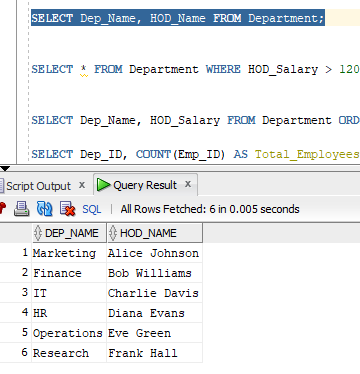 SELECT Dep_Name, HOD_Name FROM Department;
SELECT * FROM Department WHERE HOD_Salary > 120
SELECT Dep_Name, HOD_Salary FROM Department ORD
SELECT Dep_ID, COUNT(Emp_ID) AS Total_Employees
Script Output x Query Result x
SQL All Rows Fetched: 6 in 0.005 seconds
DEP_NAME HOD_NAME
1 Marketing Alice Johnson
2 Finance Bob Williams
3 IT Charlie Davis
4 HR Diana Evans
5 Operations Eve Green
6 Research Frank Hall